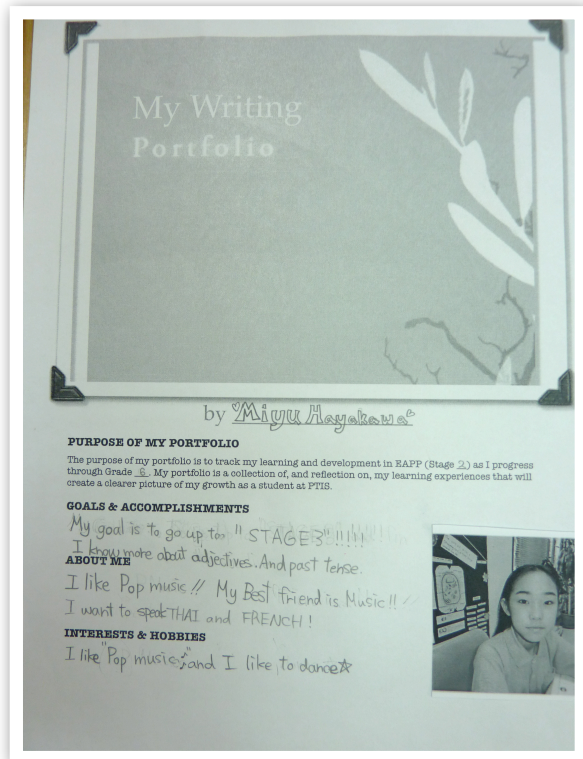 My Writing
Portfolio
by Miyu Hayakawa
PURPOSE OF MY PORTFOLIO
The purpose of my portfolio is to track my learning and development in EAPP (Stage 2) as I progress
through Grade 6. My portfolio is a collection of, and reflection on, my learning experiences that will
create a clearer picture of my growth as a student at PTIS.
GOALS & ACCOMPLISHMENTS
My goal is to go up to "STAGE3"!!!!!!
I know more about adjectives. And past tense.
ABOUT ME
I like Pop music!! My Best friend is Music!!
I want to speak THAI and FRENCH!
INTERESTS & HOBBIES
I like "Pop music♪" and I like to dance☆